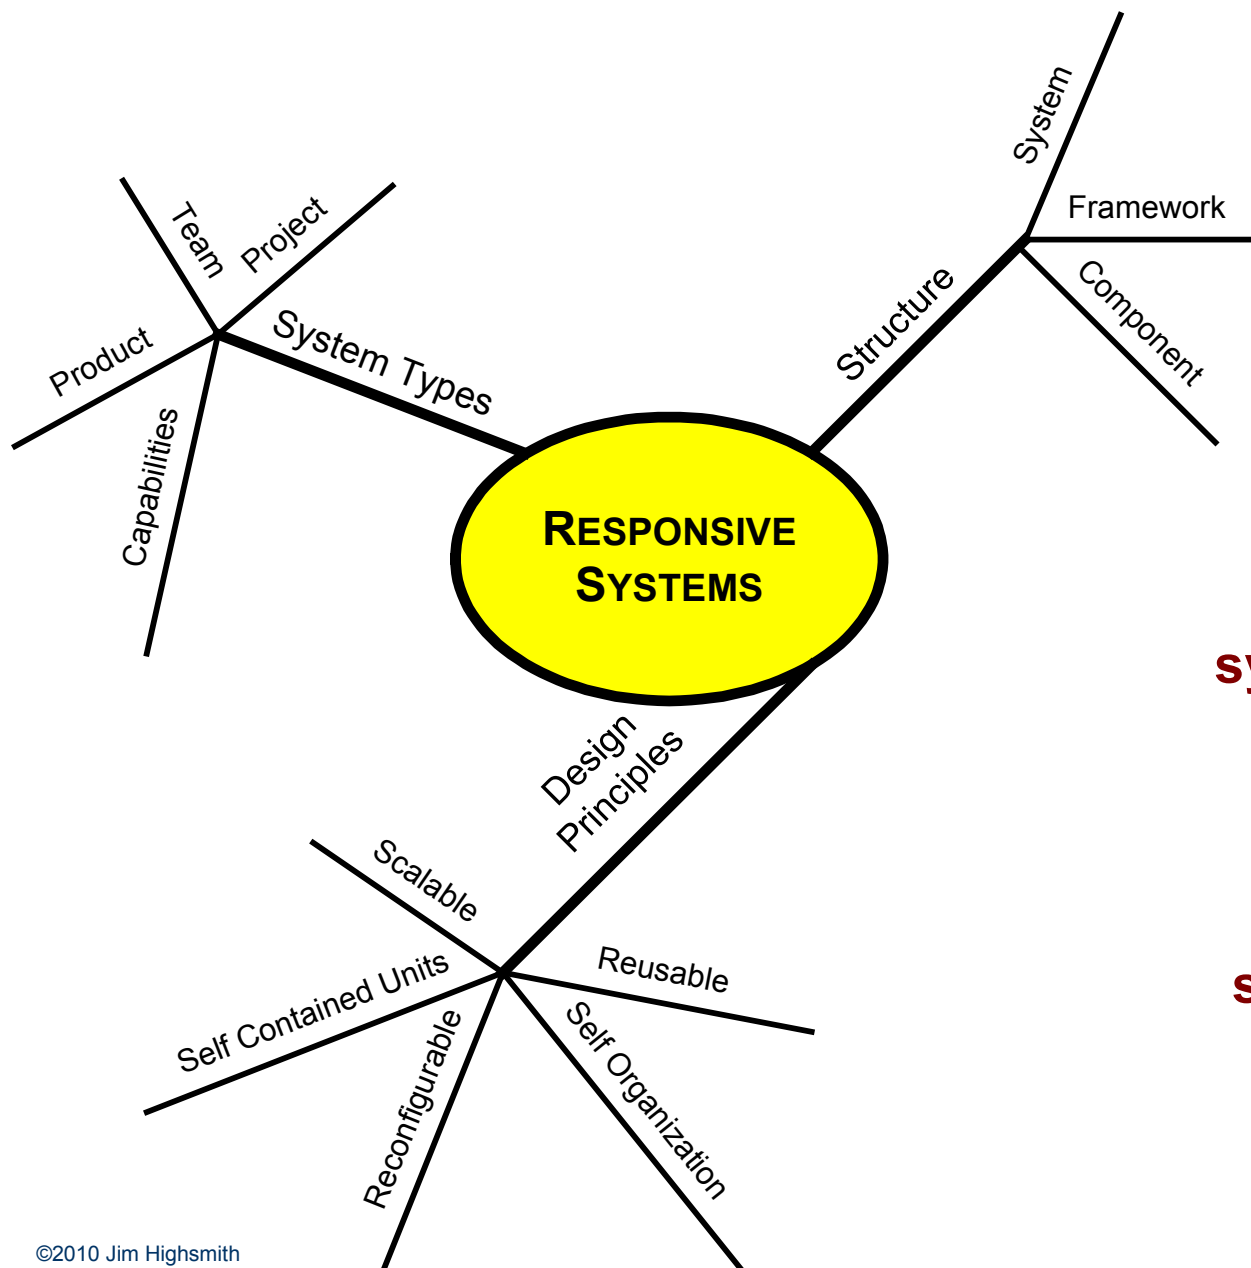 System
Framework
Component
Structure
Team
Project
Product
Capabilities
System Types
RESPONSIVE
SYSTEMS
Design
Principles
Scalable
Self Contained Units
Reconfigurable
Self Organization
Reusable
©2010 Jim Highsmith